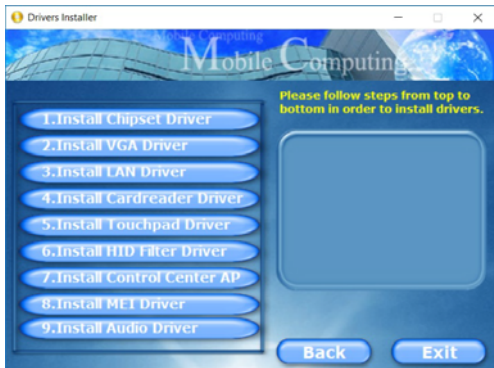 Drivers Installer
Mobile Computing
Mobile Computing
Please follow steps from top to
bottom in order to install drivers.
1.Install Chipset Driver
2.Install VGA Driver
3.Install LAN Driver
4.Install Cardreader Driver
5.Install Touchpad Driver
6.Install HID Filter Driver
7.Install Control Center AP
8.Install MEI Driver
9.Install Audio Driver
Back
Exit